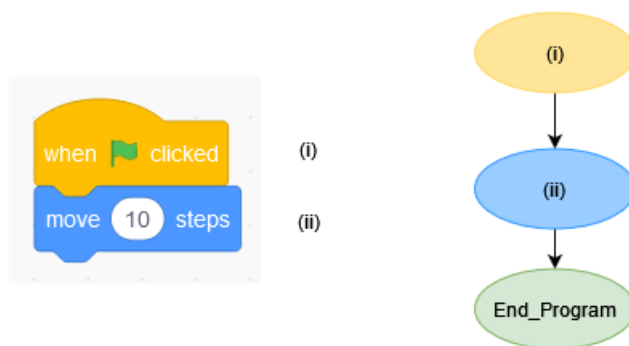 when clicked
(i)
move 10 steps
(ii)
(i)
(ii)
End_Program